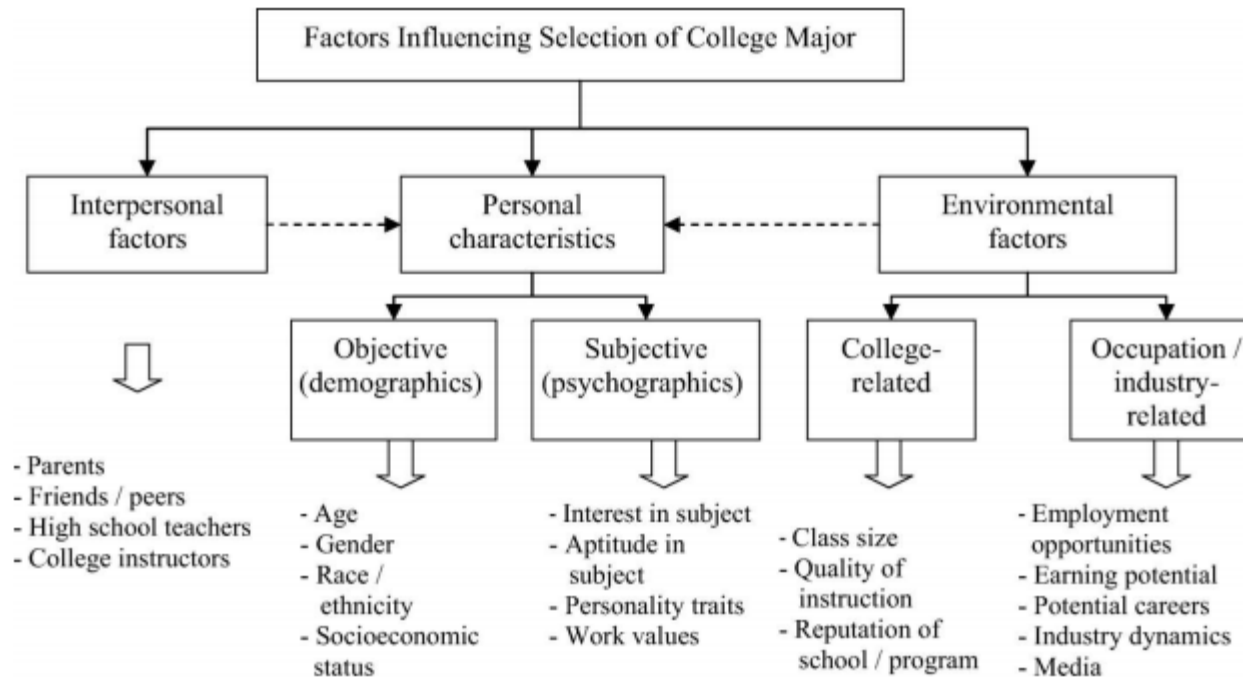 Factors Influencing Selection of College Major
Interpersonal
factors
Personal
characteristics
Environmental
factors
Objective
(demographics)
Subjective
(psychographics)
College-
related
Occupation /
industry-
related
- Parents
- Friends / peers
- High school teachers
- College instructors
- Age
- Gender
- Race /
ethnicity
- Socioeconomic
status
- Interest in subject
- Aptitude in
subject
- Personality traits
- Work values
- Class size
- Quality of
instruction
- Reputation of
school / program
- Employment
opportunities
- Earning potential
- Potential careers
- Industry dynamics
- Media